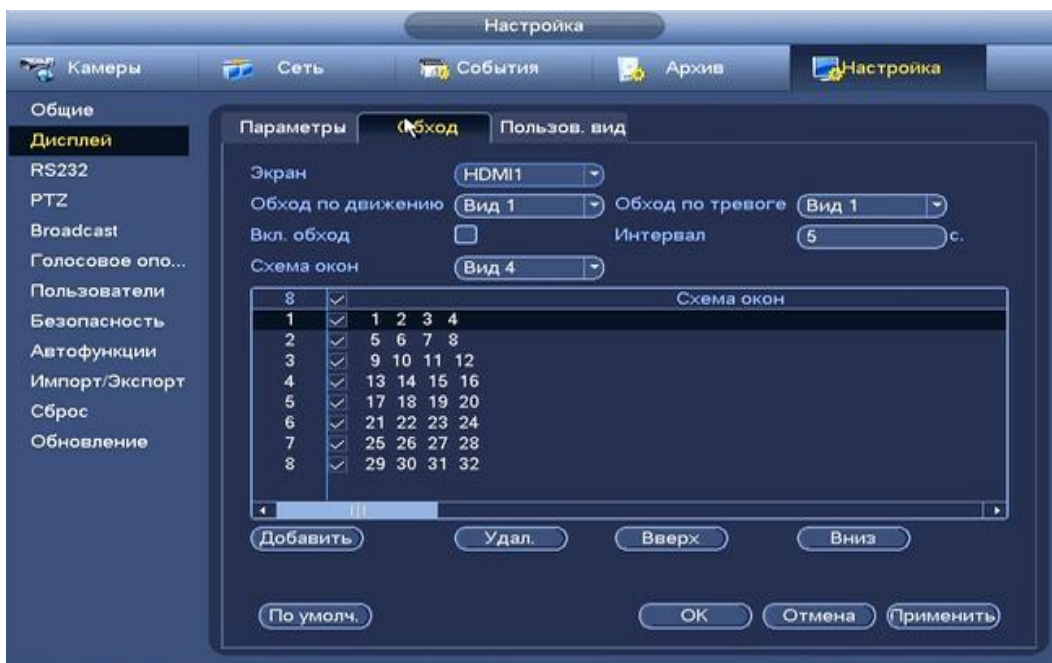 Настройка
Камеры Сеть События Архив Настройка
Общие
Дисплей
RS232
PTZ
Broadcast
Голосовое опо...
Пользователи
Безопасность
Автофункции
Импорт/Экспорт
Сброс
Обновление
Параметры Обход Пользов. вид
Экран HDMI1
Обход по движению Вид 1 Обход по тревоге Вид 1
Вкл. обход Интервал 5 с.
Схема окон Вид 4
8 Схема окон
1 1 2 3 4
2 5 6 7 8
3 9 10 11 12
4 13 14 15 16
5 17 18 19 20
6 21 22 23 24
7 25 26 27 28
8 29 30 31 32
Добавить Удал. Вверх Вниз
По умолч. OK Отмена Применить